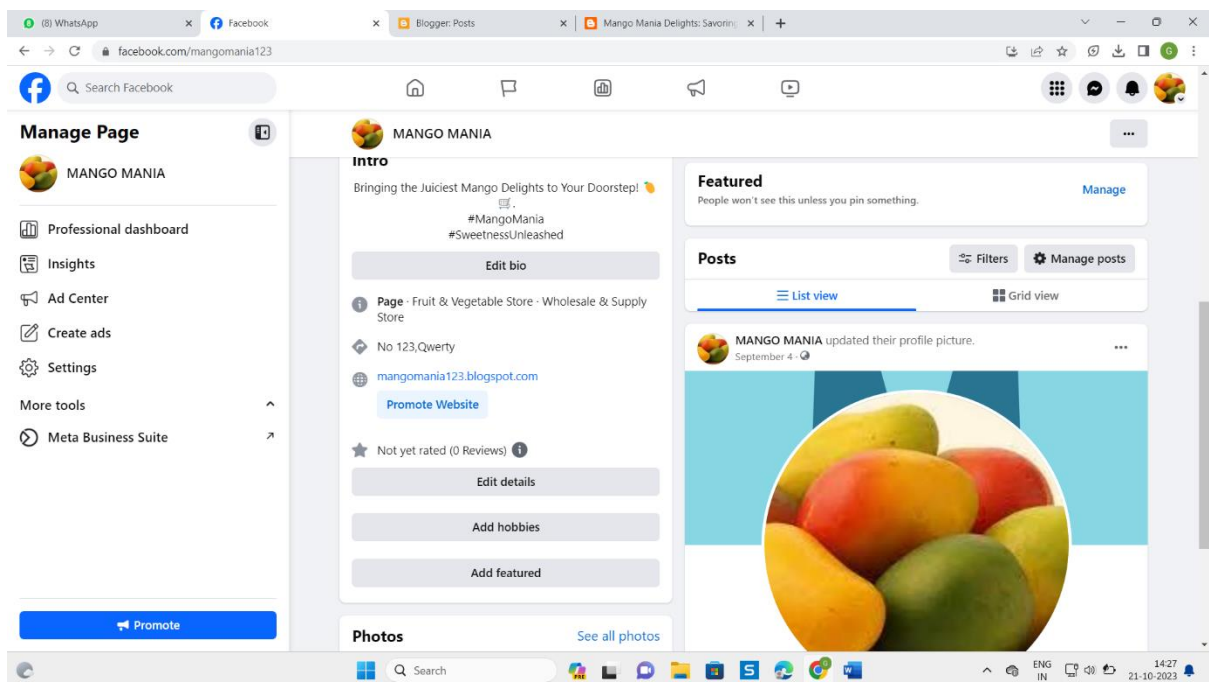 (8) WhatsApp
Facebook
Blogger: Posts
Mango Mania Delights: Savoring
facebook.com/mangomania123
G
Search Facebook
Manage Page
MANGO MANIA
MANGO MANIA
Professional dashboard
Insights
Ad Center
Create ads
Settings
More tools
Meta Business Suite
Promote
Intro
Bringing the Juiciest Mango Delights to Your Doorstep! 🥭
🛒.
#MangoMania
#SweetnessUnleashed
Edit bio
Page · Fruit & Vegetable Store · Wholesale & Supply
Store
No 123,Qwerty
mangomania123.blogspot.com
Promote Website
Not yet rated (0 Reviews)
Edit details
Add hobbies
Add featured
Photos
See all photos
Featured
Manage
People won't see this unless you pin something.
Posts
Filters
Manage posts
List view
Grid view
MANGO MANIA updated their profile picture.
September 4 ·
Search
PRE
S
ENG
IN
14:27
21-10-2023